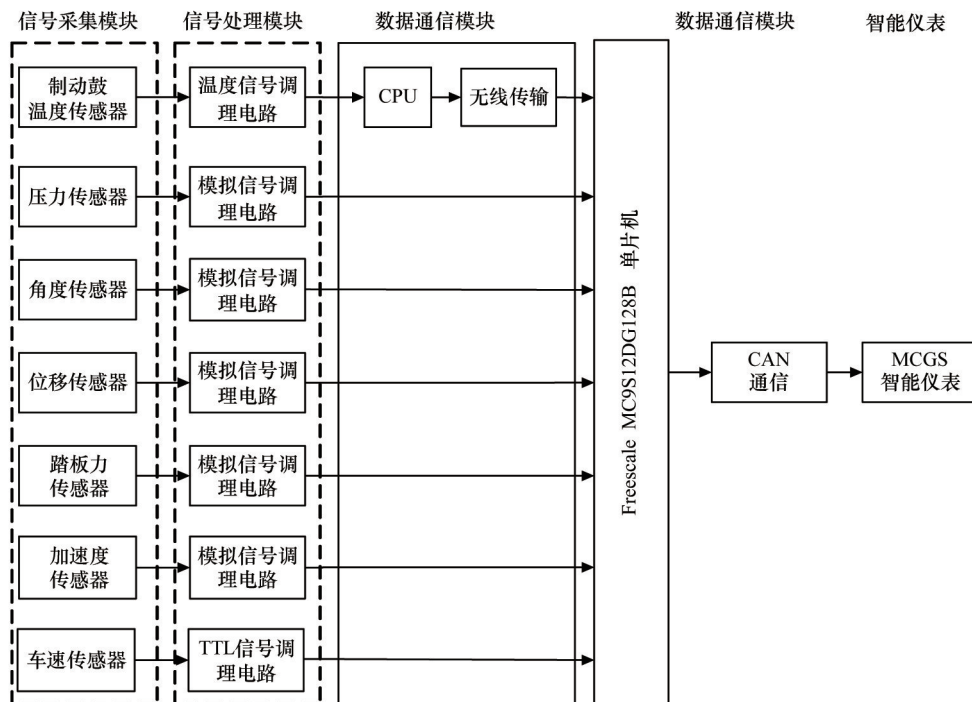 信号采集模块
信号处理模块
数据通信模块
数据通信模块
智能仪表
制动鼓
温度传感器
温度信号调
理电路
CPU
无线传输
压力传感器
模拟信号调
理电路
角度传感器
模拟信号调
理电路
位移传感器
模拟信号调
理电路
踏板力
传感器
模拟信号调
理电路
加速度
传感器
模拟信号调
理电路
车速传感器
TTL信号调
理电路
Freescale MC9S12DG128B 单片机
CAN
通信
MCGS
智能仪表